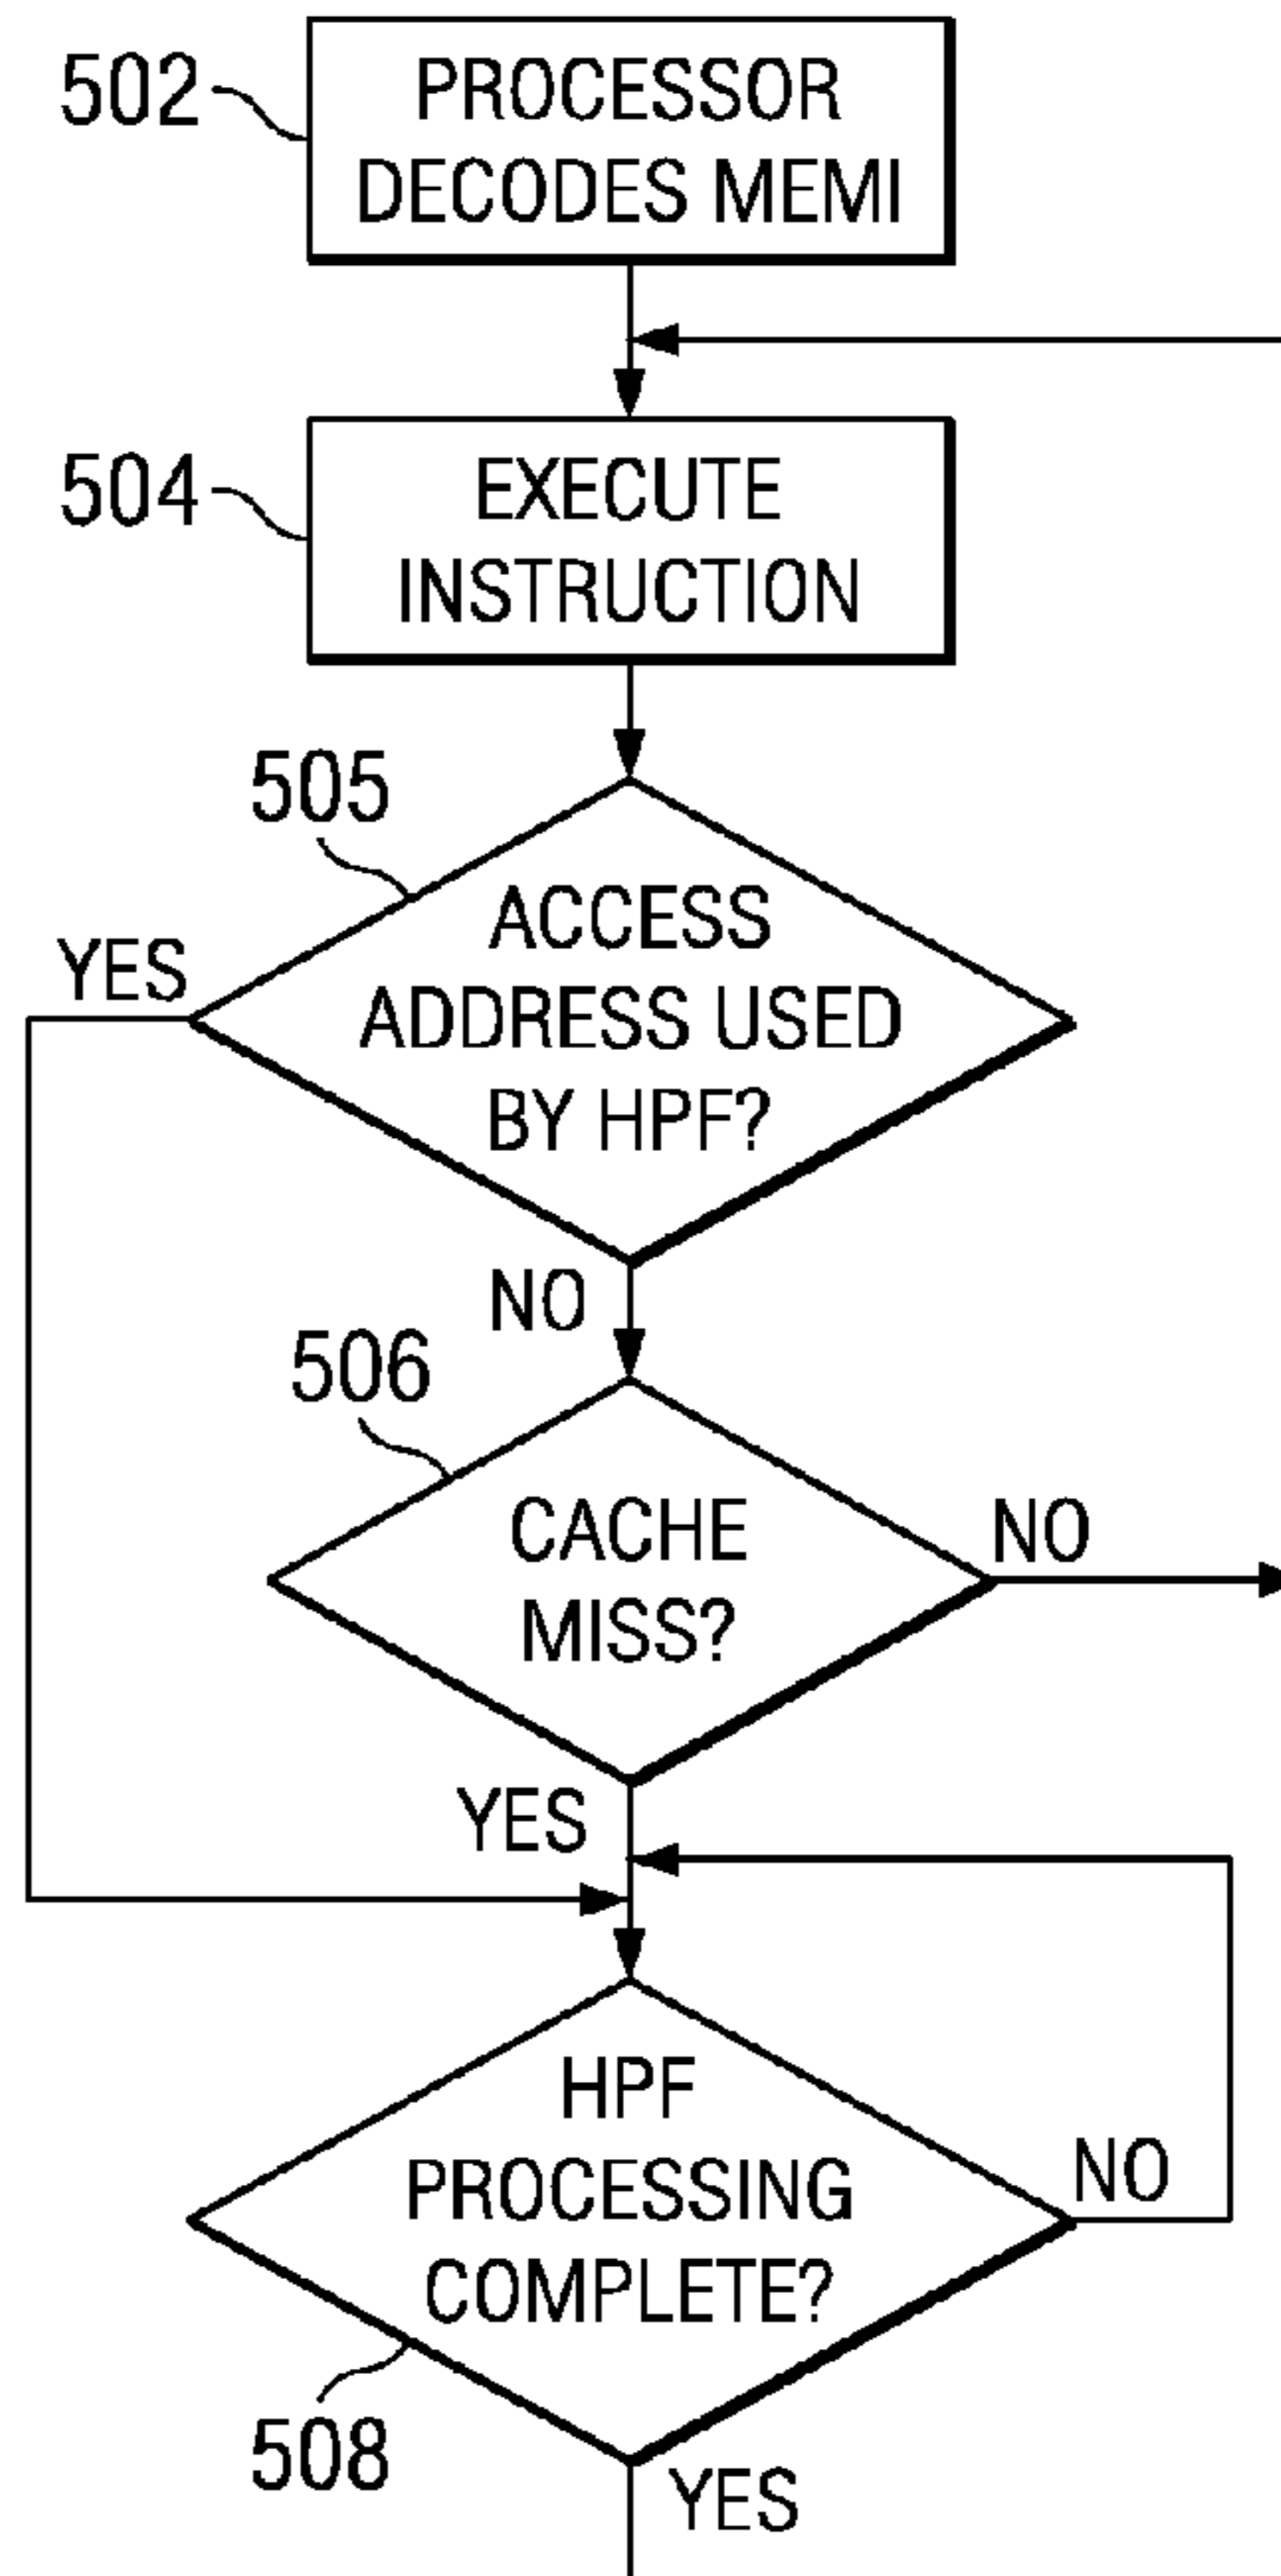 502
PROCESSOR
DECODES MEMI
504
EXECUTE
INSTRUCTION
505
YES
ACCESS
ADDRESS USED
BY HPF?
NO
506
CACHE
MISS?
NO
YES
HPF
PROCESSING
COMPLETE?
NO
508
YES